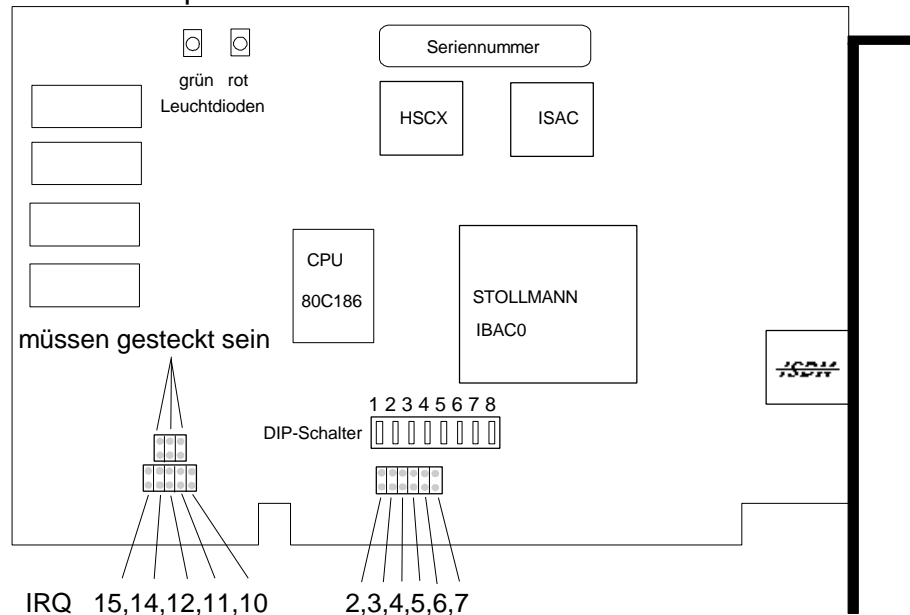 Seriennummer
grün rot
Leuchtdioden
HSCX
ISAC
CPU
80C186
STOLLMANN
IBAC0
müssen gesteckt sein
ISDN
1 2 3 4 5 6 7 8
DIP-Schalter
IRQ 15,14,12,11,10
2,3,4,5,6,7